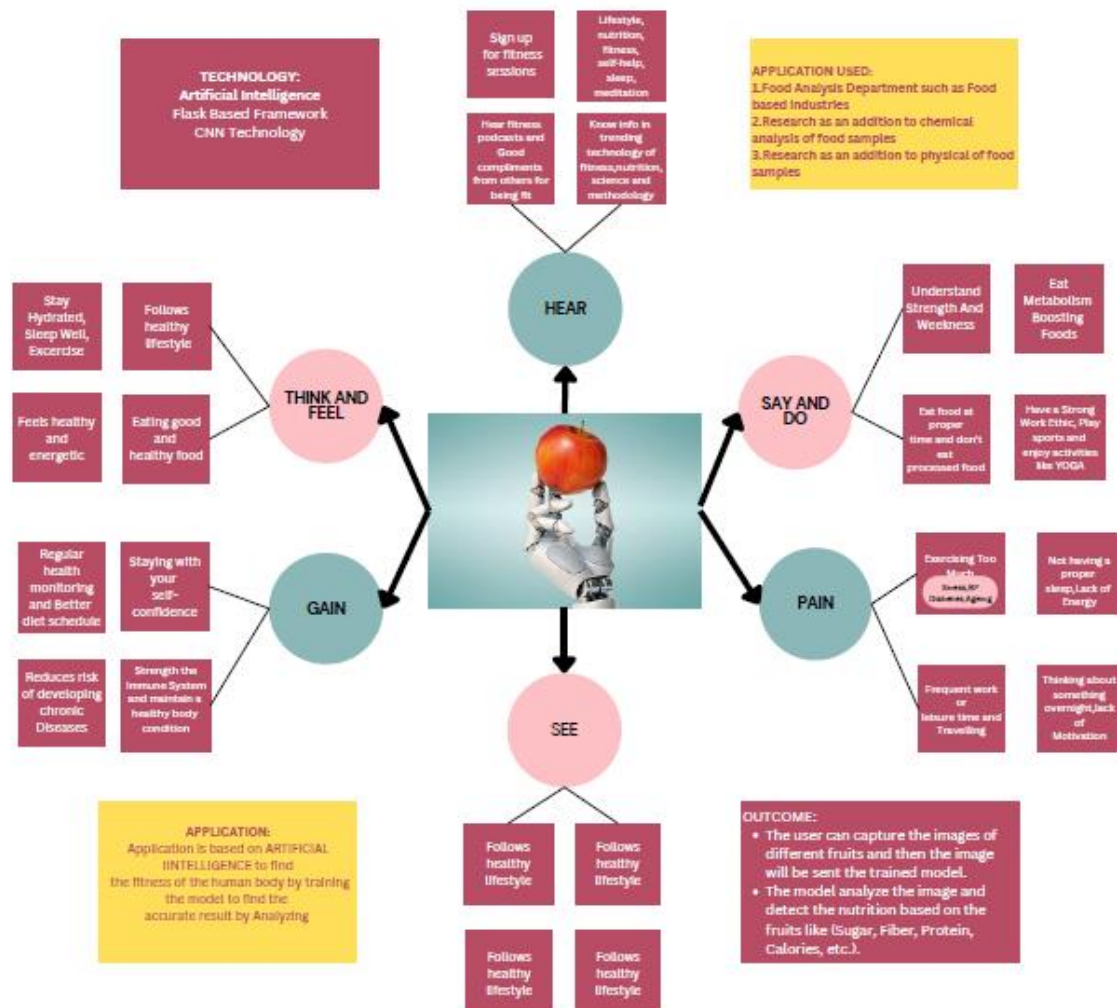 TECHNOLOGY:
Artificial Intelligence
Flask Based Framework
CNN Technology
Sign up
for fitness
sessions
Lifestyle,
nutrition,
fitness,
self-help,
sleep,
meditation
Hear fitness
podcasts and
Good
compliments
from others for
being fit
Know info in
trending
technology of
fitness,nutrition,
science and
methodology
APPLICATION USED:
1.Food Analysis Department such as Food
based Industries
2.Research as an addition to chemical
analysis of food samples
3.Research as an addition to physical of food
samples
HEAR
Stay
Hydrated,
Sleep Well,
Excercise
Follows
healthy
lifestyle
Feels healthy
and
energetic
Eating good
and
healthy food
THINK AND
FEEL
SAY AND
DO
Understand
Strength And
Weekness
Eat
Metabolism
Boosting
Foods
Eat food at
proper
time and don't
eat
processed food
Have a Strong
Work Ethic, Play
sports and
enjoy activities
like YOGA
Regular
health
monitoring
and Better
diet schedule
Staying with
your
self-
confidence
Reduces risk
of developing
chronic
Diseases
Strength the
Immune System
and maintain a
healthy body
condition
GAIN
PAIN
Exercising Too
Much
Diabetes,Ageing
Not having a
proper
sleep,Lack of
Energy
Frequent work
or
leisure time and
Travelling
Thinking about
something
overnight,lack
of
Motivation
SEE
Follows
healthy
lifestyle
Follows
healthy
lifestyle
Follows
healthy
lifestyle
Follows
healthy
lifestyle
APPLICATION:
Application is based on ARTIFICIAL
IINTELLIGENCE to find
the fitness of the human body by training
the model to find the
accurate result by Analyzing
OUTCOME:
• The user can capture the images of
different fruits and then the image
will be sent the trained model.
• The model analyze the image and
detect the nutrition based on the
fruits like (Sugar, Fiber, Protein,
Calories, etc.).